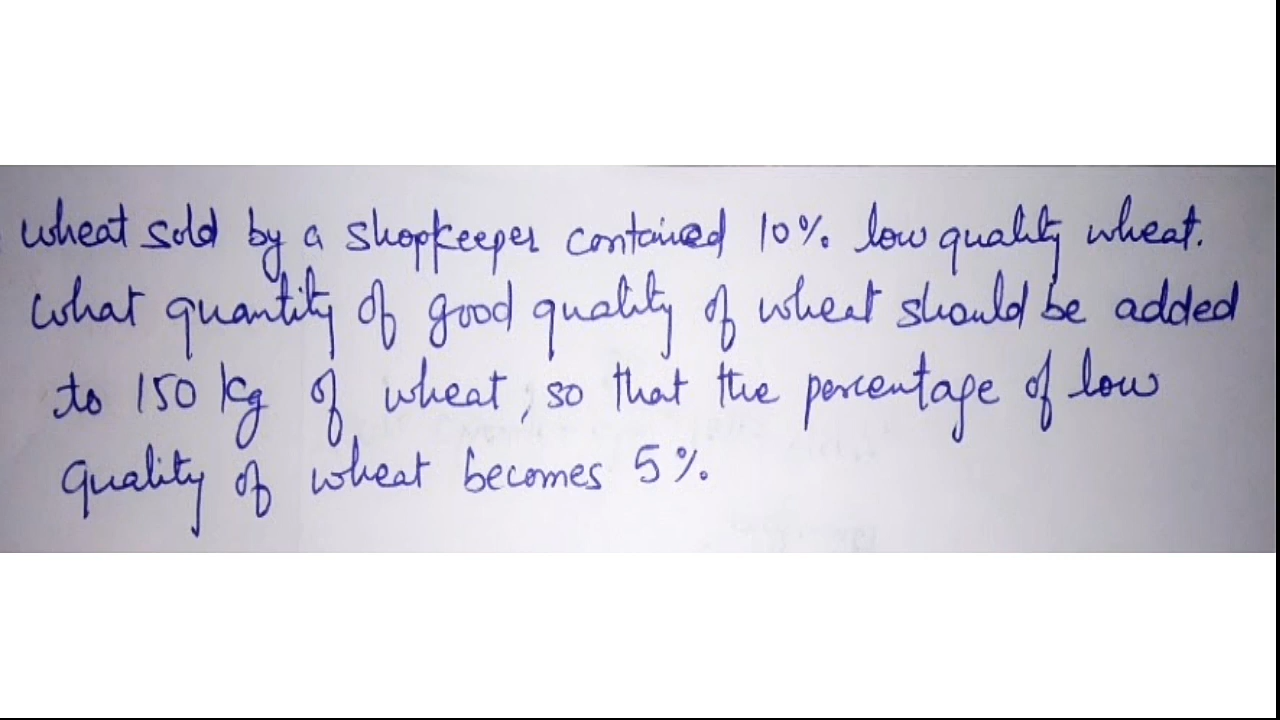 wheat sold by a shopkeeper contained 10% low quality wheat.
what quantity of good quality of wheat should be added
to 150 kg of wheat, so that the percentage of low
quality of wheat becomes 5%.